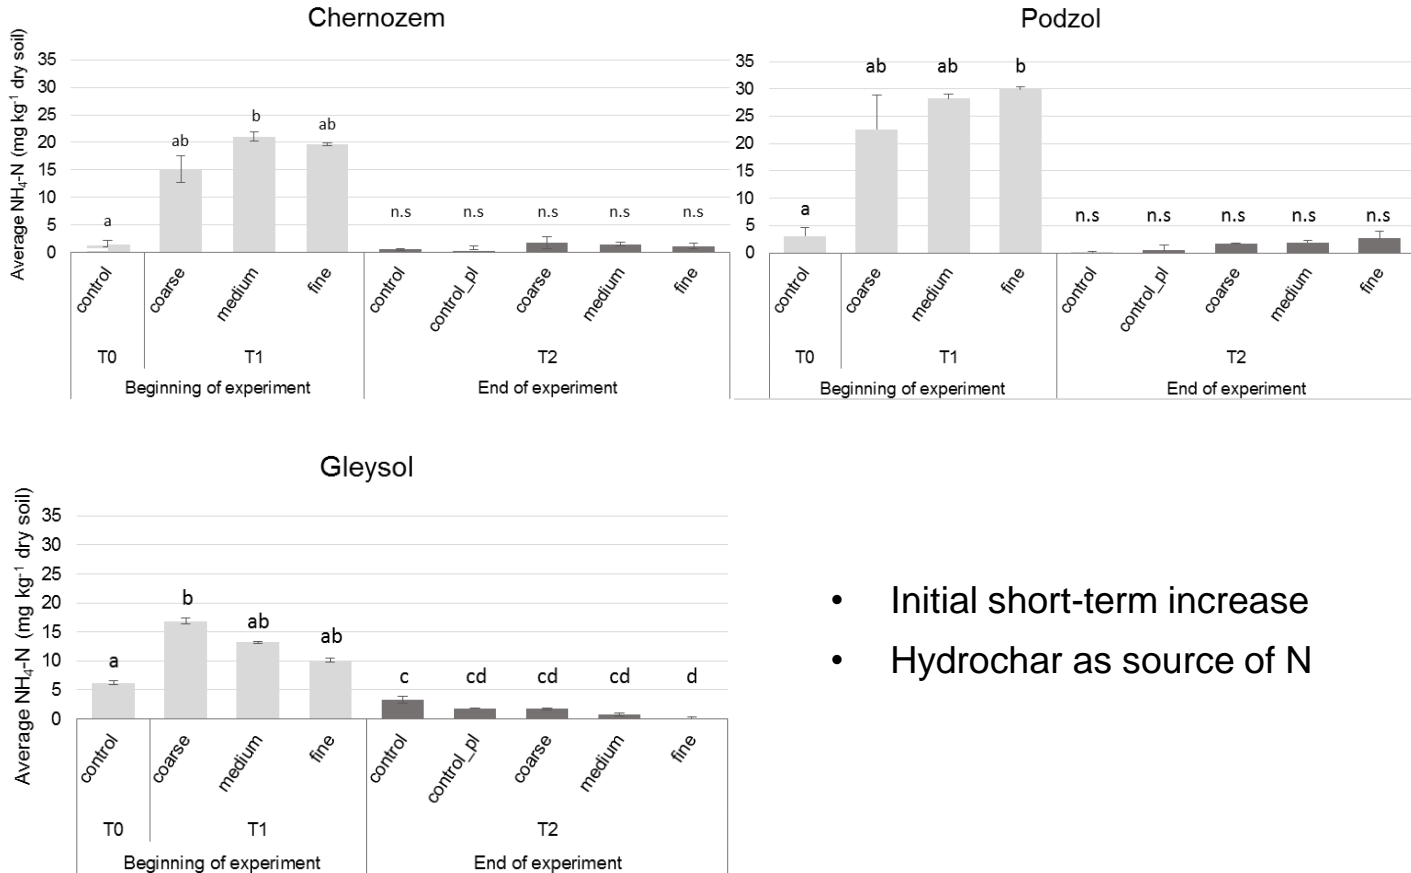 Chernozem
Average NH₄-N (mg kg⁻¹ dry soil)
35
30
25
20
15
10
5
0
a
ab
b
ab
n.s
n.s
n.s
n.s
n.s
control
coarse
medium
fine
control
control_pl
coarse
medium
fine
T0
T1
T2
Beginning of experiment
End of experiment
Podzol
35
30
25
20
15
10
5
0
a
ab
ab
b
n.s
n.s
n.s
n.s
n.s
control
coarse
medium
fine
control
control_pl
coarse
medium
fine
T0
T1
T2
Beginning of experiment
End of experiment
Gleysol
Average NH₄-N (mg kg⁻¹ dry soil)
35
30
25
20
15
10
5
0
a
b
ab
ab
c
cd
cd
cd
d
control
coarse
medium
fine
control
control_pl
coarse
medium
fine
T0
T1
T2
Beginning of experiment
End of experiment
• Initial short-term increase
• Hydrochar as source of N